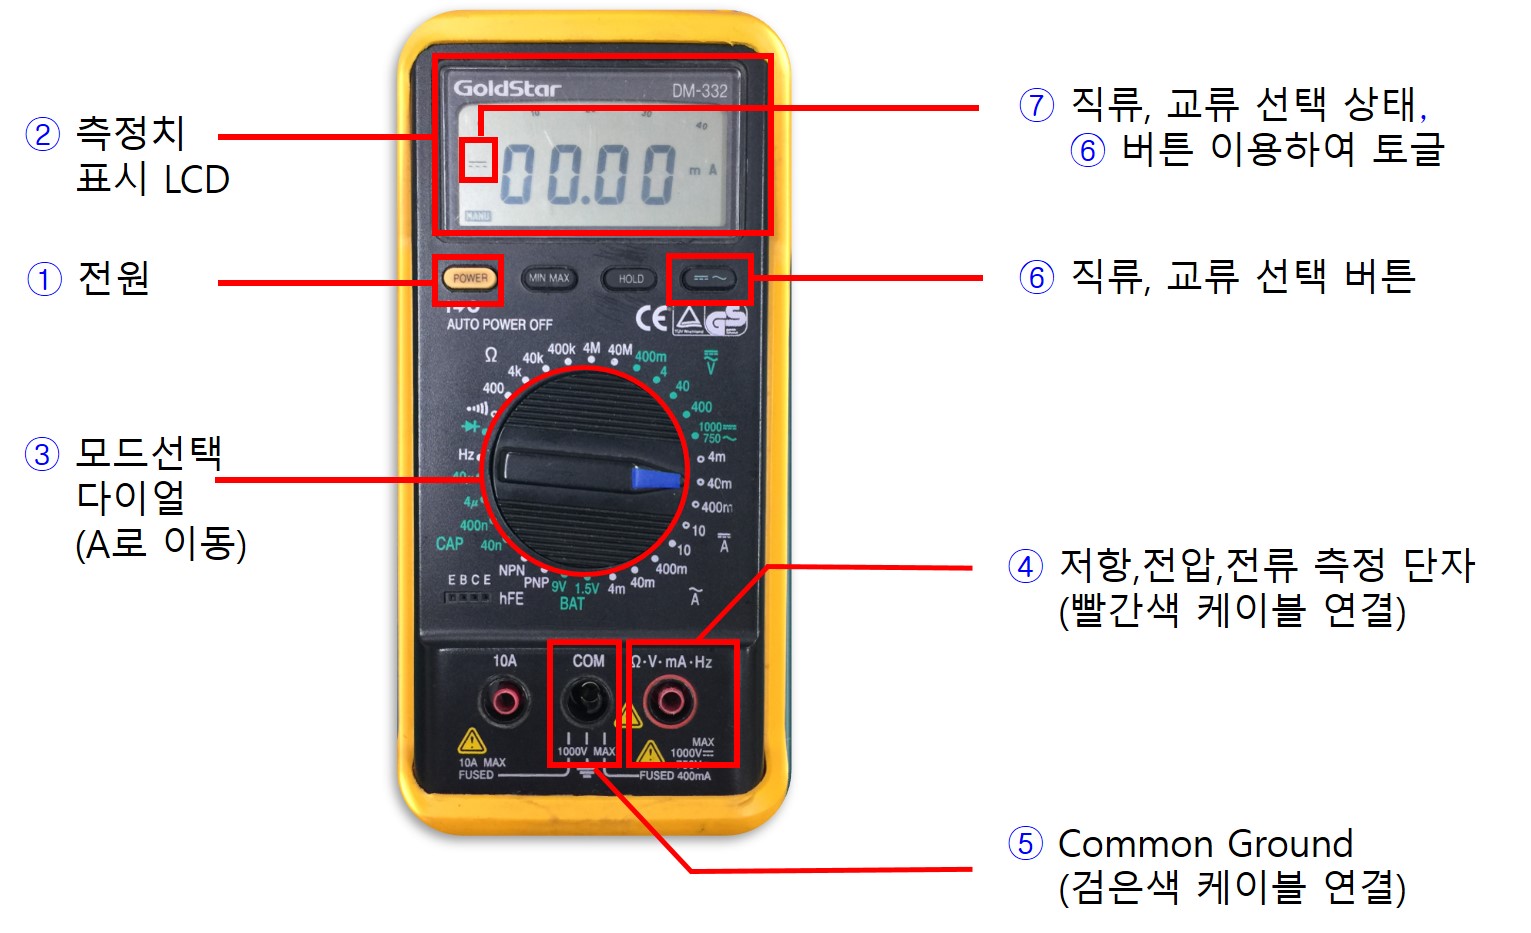 ② 측정치
표시 LCD
① 전원
③ 모드선택
다이얼
(A로 이동)
⑦ 직류, 교류 선택 상태,
⑥ 버튼 이용하여 토글
⑥ 직류, 교류 선택 버튼
④ 저항,전압,전류 측정 단자
(빨간색 케이블 연결)
⑤ Common Ground
(검은색 케이블 연결)
GoldStar DM-332
10 30 40
00.00 m A
MANU
POWER MIN MAX HOLD
AUTO POWER OFF
CE GS
Ω 400 4k 40k 400k 4M 40M
400m 4 40 400 1000 750~
V
4m 40m 400m 10 A
10 400m 40m 4m A
Hz
4μ
400n
CAP 40n
NPN
PNP
E B C E
hFE
9V 1.5V
BAT
10A COM Ω·V·mA·Hz
10A MAX
FUSED
1000V MAX
MAX
1000V
FUSED 400mA